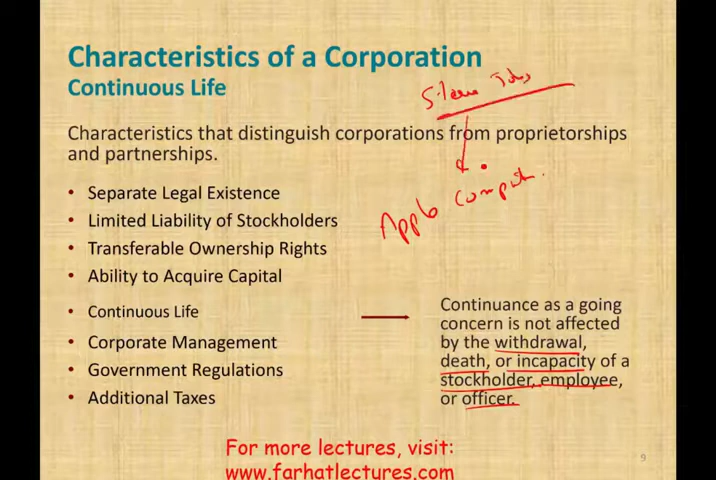 Characteristics of a Corporation
Continuous Life
Steve Jobs
Characteristics that distinguish corporations from proprietorships
and partnerships.
Apple Comput
• Separate Legal Existence
• Limited Liability of Stockholders
• Transferable Ownership Rights
• Ability to Acquire Capital
• Continuous Life
• Corporate Management
• Government Regulations
• Additional Taxes
Continuance as a going
concern is not affected
by the withdrawal,
death, or incapacity of a
stockholder, employee,
or officer.
For more lectures, visit:
www.farhatlectures.com
9